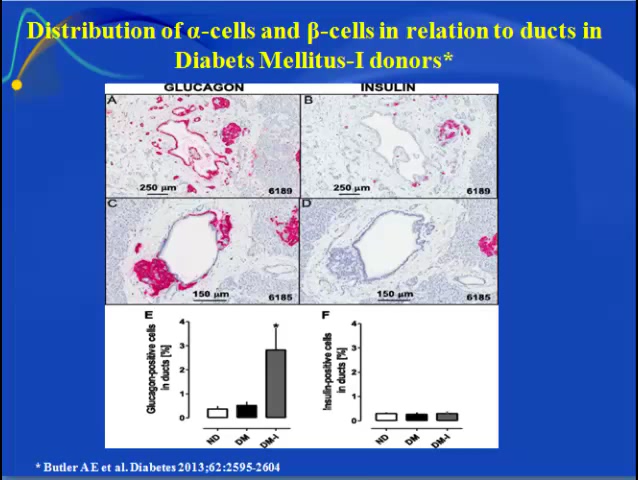 Distribution of α-cells and β-cells in relation to ducts in
Diabets Mellitus-I donors*
GLUCAGON INSULIN
A B
250 µm 6189 250 µm 6189
C D
150 µm 6185 150 µm 6185
E F
Glucagon-positive cells
in ducts [%]
4
3
2
1
0
*
ND DM DM-I
Insulin-positive cells
in ducts [%]
4
3
2
1
0
ND DM DM-I
* Butler A E et al. Diabetes 2013;62:2595-2604